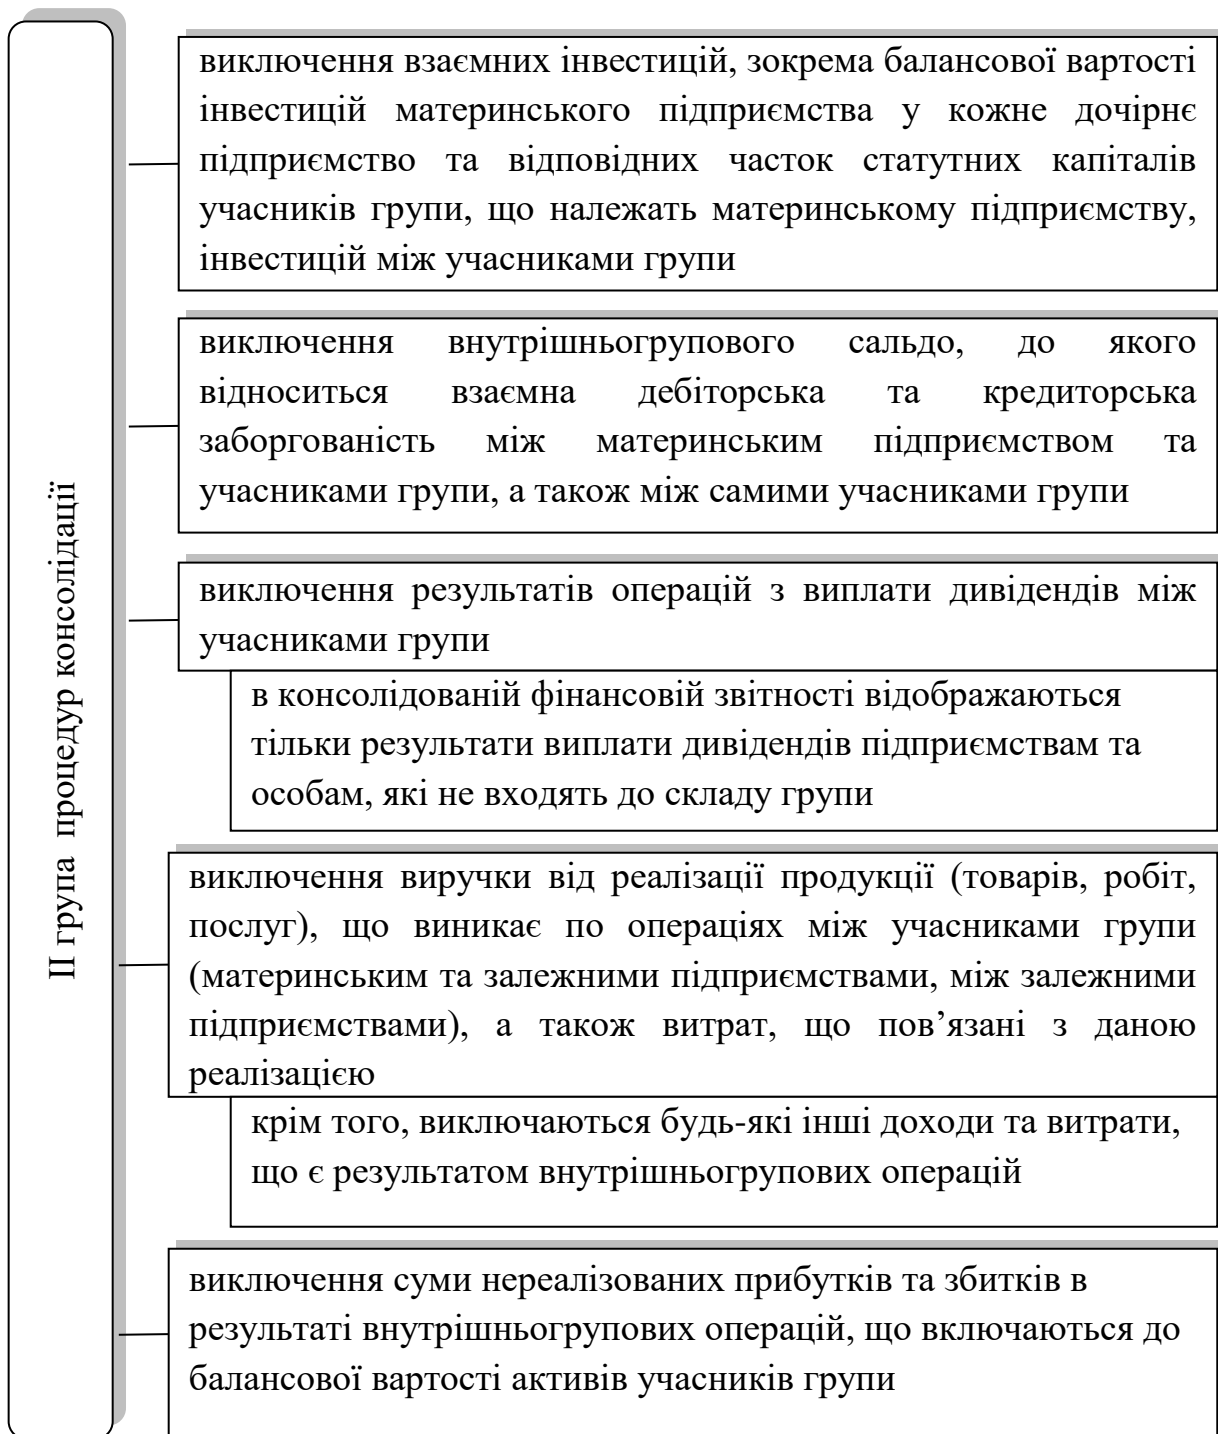 ІІ група процедур консолідації
виключення взаємних інвестицій, зокрема балансової вартості
інвестицій материнського підприємства у кожне дочірнє
підприємство та відповідних часток статутних капіталів
учасників групи, що належать материнському підприємству,
інвестицій між учасниками групи
виключення внутрішньогрупового сальдо, до якого
відноситься взаємна дебіторська та кредиторська
заборгованість між материнським підприємством та
учасниками групи, а також між самими учасниками групи
виключення результатів операцій з виплати дивідендів між
учасниками групи
в консолідованій фінансовій звітності відображаються
тільки результати виплати дивідендів підприємствам та
особам, які не входять до складу групи
виключення виручки від реалізації продукції (товарів, робіт,
послуг), що виникає по операціях між учасниками групи
(материнським та залежними підприємствами, між залежними
підприємствами), а також витрат, що пов’язані з даною
реалізацією
крім того, виключаються будь-які інші доходи та витрати,
що є результатом внутрішньогрупових операцій
виключення суми нереалізованих прибутків та збитків в
результаті внутрішньогрупових операцій, що включаються до
балансової вартості активів учасників групи